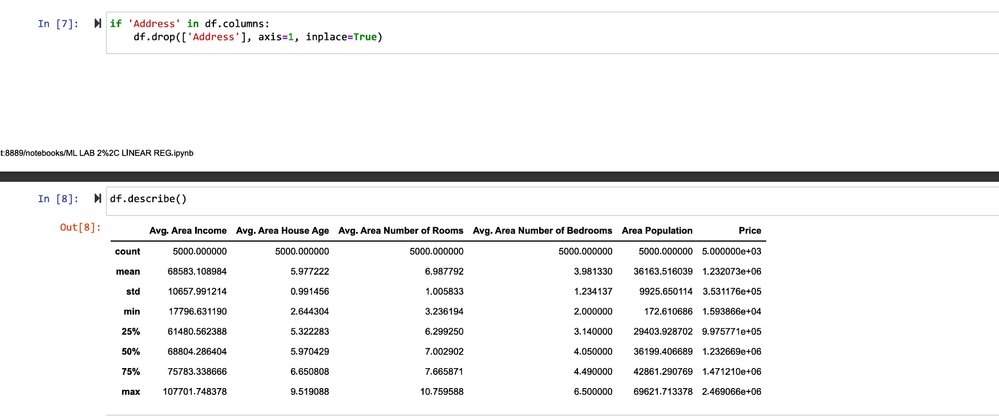 In [7]: if 'Address' in df.columns:
df.drop(['Address'], axis=1, inplace=True)
t:8889/notebooks/ML LAB 2%2C LINEAR REG.ipynb
In [8]: df.describe()
Out[8]:
Avg. Area Income Avg. Area House Age Avg. Area Number of Rooms Avg. Area Number of Bedrooms Area Population Price
count 5000.000000 5000.000000 5000.000000 5000.000000 5000.000000 5.000000e+03
mean 68583.108984 5.977222 6.987792 3.981330 36163.516039 1.232073e+06
std 10657.991214 0.991456 1.005833 1.234137 9925.650114 3.531176e+05
min 17796.631190 2.644304 3.236194 2.000000 172.610686 1.593866e+04
25% 61480.562388 5.322283 6.299250 3.140000 29403.928702 9.975771e+05
50% 68804.286404 5.970429 7.002902 4.050000 36199.406689 1.232669e+06
75% 75783.338666 6.650808 7.665871 4.490000 42861.290769 1.471210e+06
max 107701.748378 9.519088 10.759588 6.500000 69621.713378 2.469066e+06